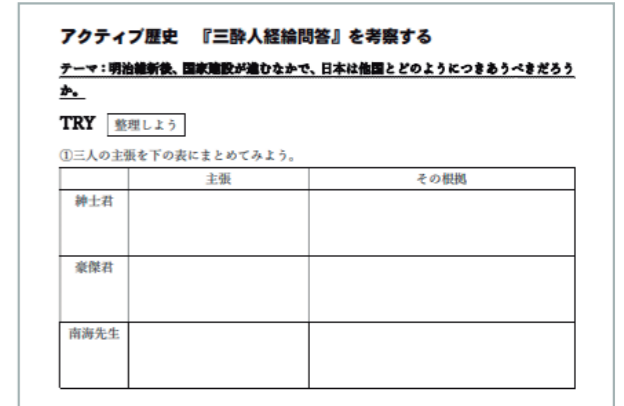 アクティブ歴史　『三酔人経綸問答』を考察する
テーマ：明治維新後、国家建設が進むなかで、日本は他国とどのようにつきあうべきだろう
か。
TRY 整理しよう
①三人の主張を下の表にまとめてみよう。
主張 その根拠
紳士君
豪傑君
南海先生